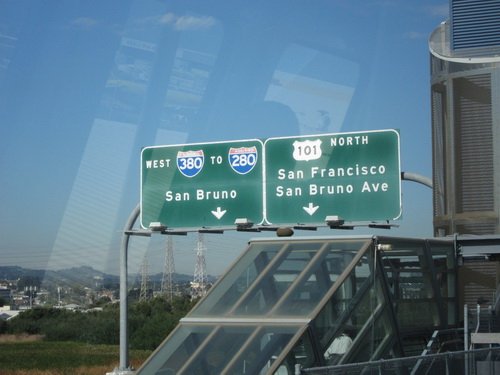 WEST 380 TO 280
San Bruno
101 NORTH
San Francisco
San Bruno Ave